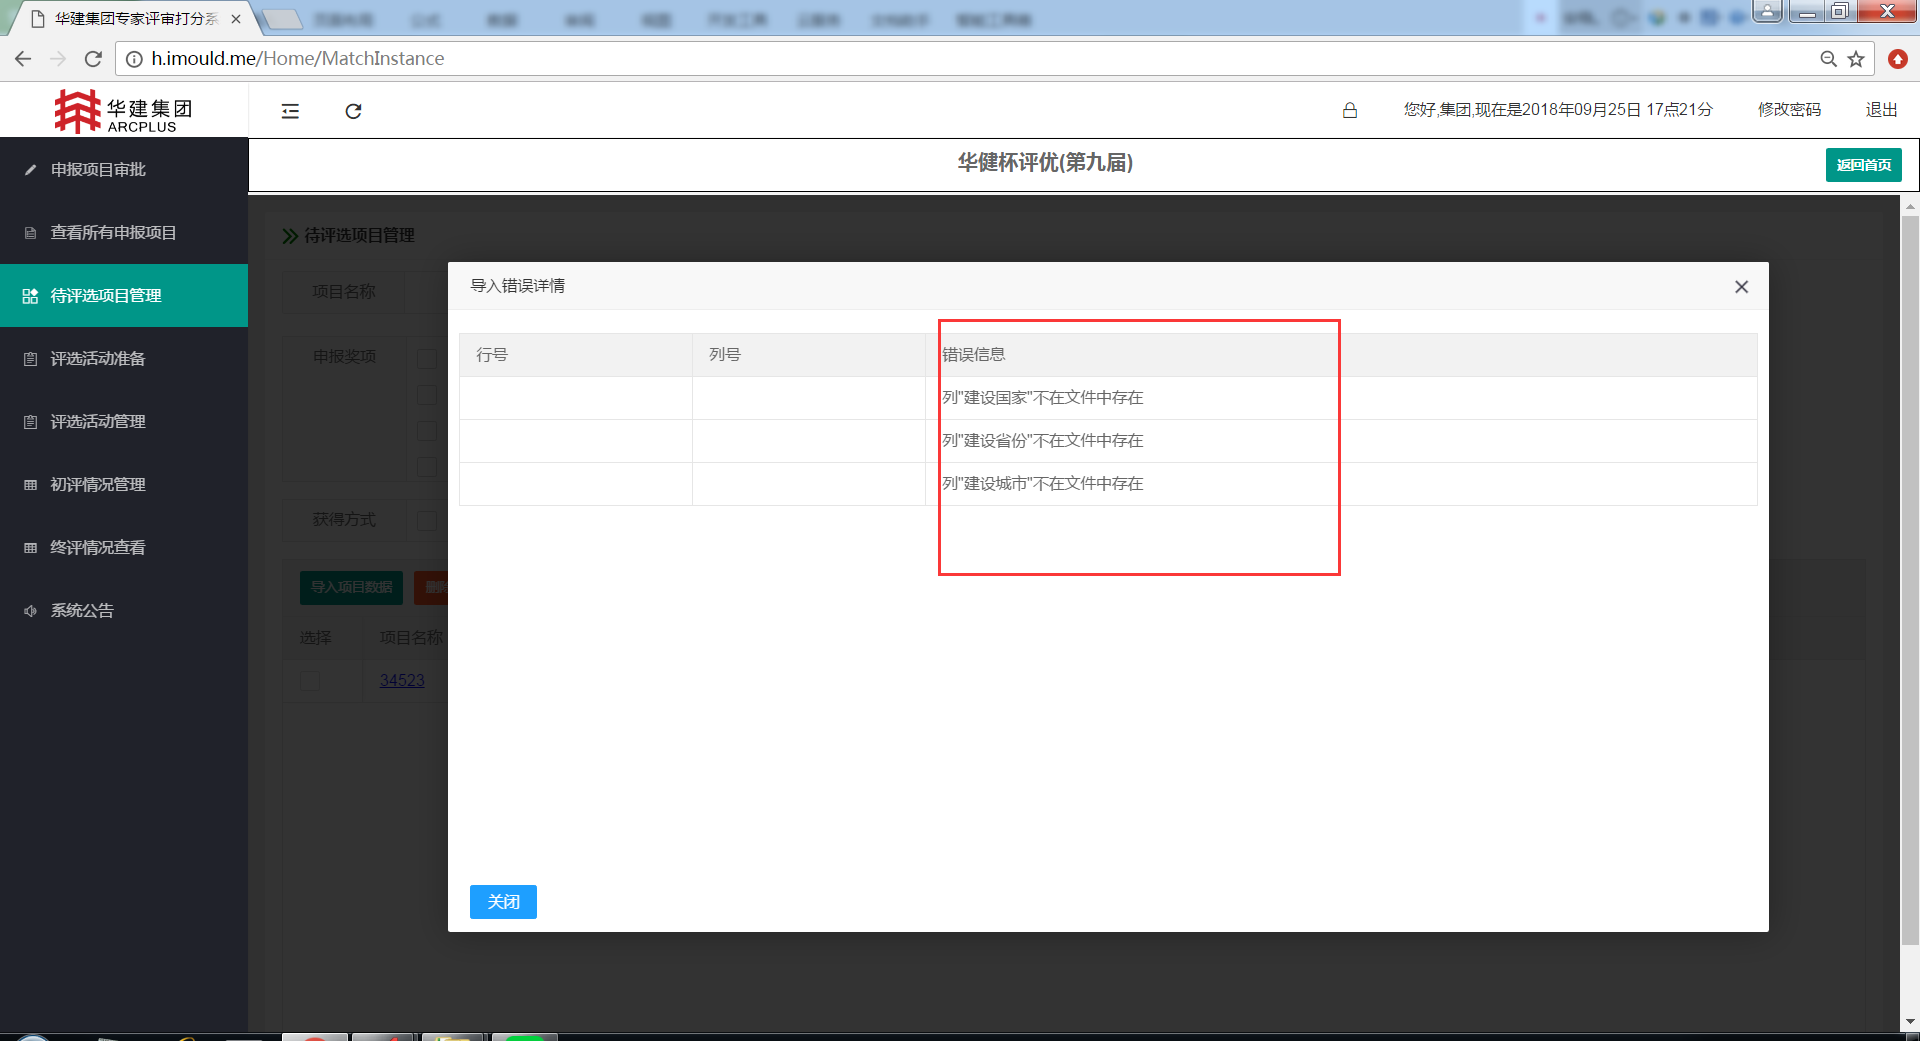 华建集团专家评审打分系
h.imould.me/Home/MatchInstance
华建集团
ARCPLUS
您好,集团,现在是2018年09月25日 17点21分
修改密码
退出
申报项目审批
查看所有申报项目
待评选项目管理
评选活动准备
评选活动管理
初评情况管理
终评情况查看
系统公告
华健杯评优(第九届)
返回首页
待评选项目管理
项目名称
申报奖项
获得方式
导入项目数据
删除
选择 项目名称
34523
导入错误详情
行号 列号 错误信息
列"建设国家"不在文件中存在
列"建设省份"不在文件中存在
列"建设城市"不在文件中存在
关闭